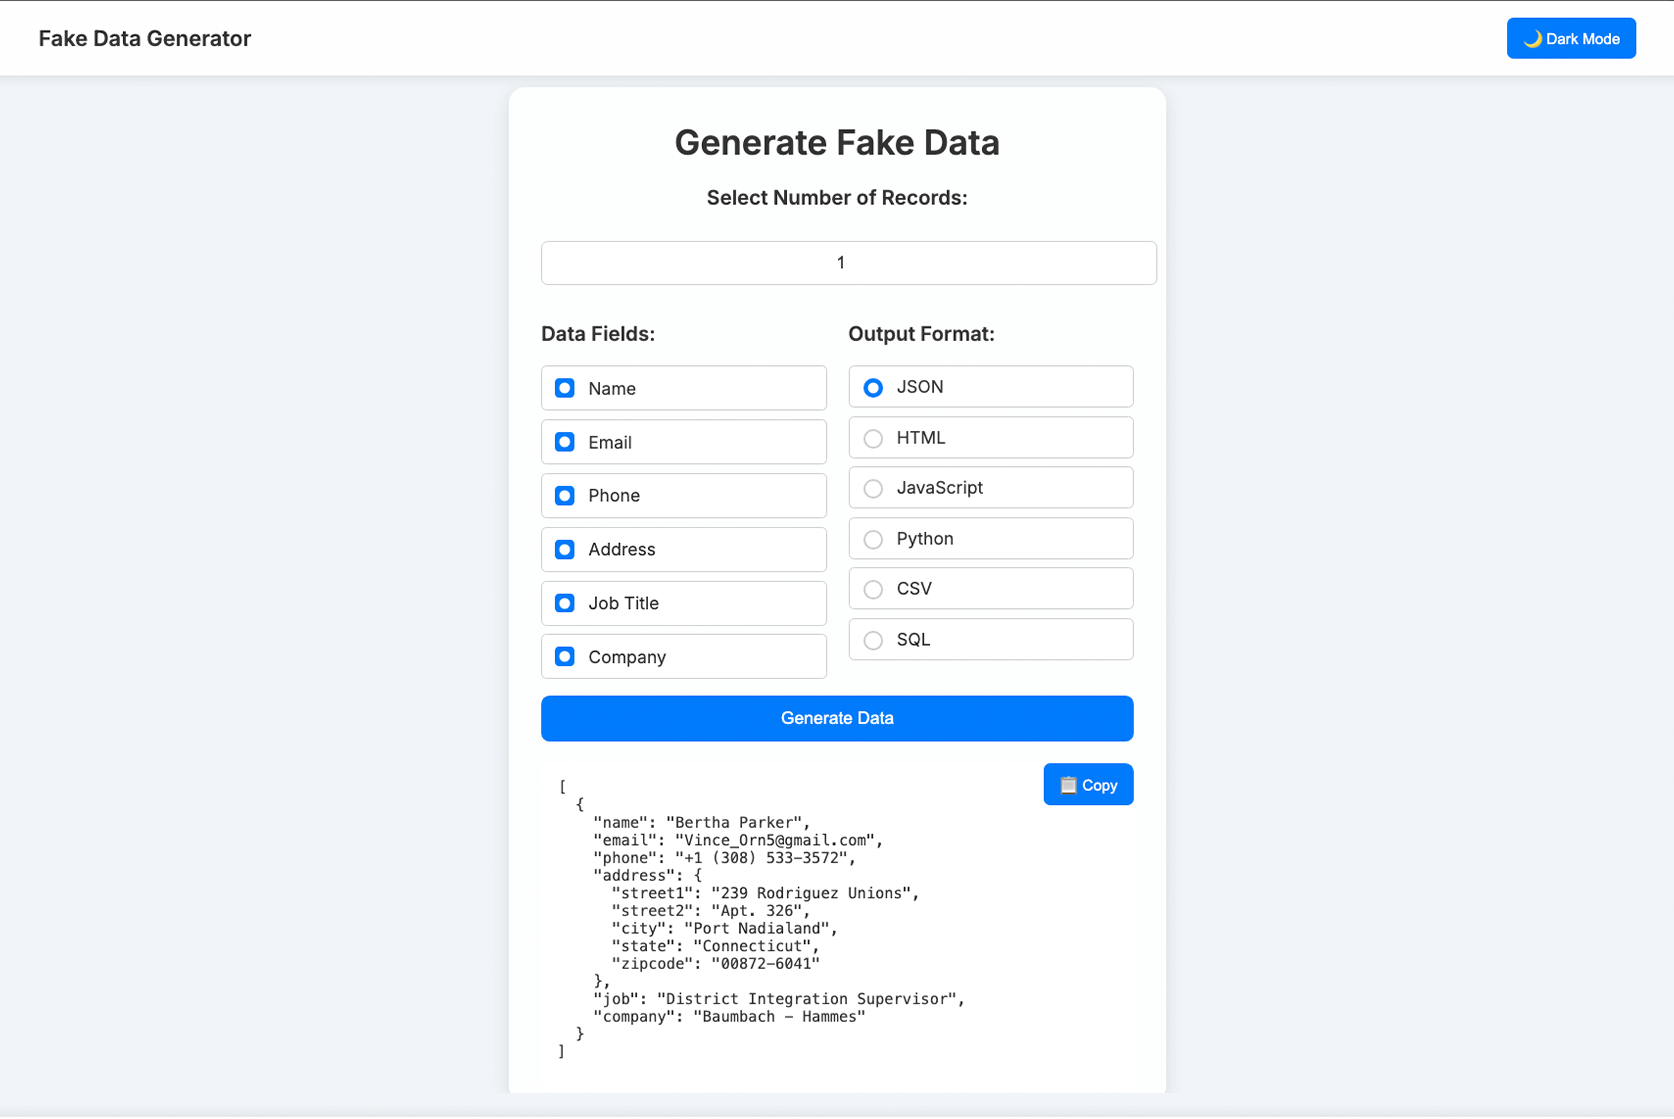 Fake Data Generator
🌙 Dark Mode
Generate Fake Data
Select Number of Records:
1
Data Fields:
Name
Email
Phone
Address
Job Title
Company
Output Format:
JSON
HTML
JavaScript
Python
CSV
SQL
Generate Data
📋 Copy
[
  {
    "name": "Bertha Parker",
    "email": "Vince_Orn5@gmail.com",
    "phone": "+1 (308) 533-3572",
    "address": {
      "street1": "239 Rodriguez Unions",
      "street2": "Apt. 326",
      "city": "Port Nadialand",
      "state": "Connecticut",
      "zipcode": "00872-6041"
    },
    "job": "District Integration Supervisor",
    "company": "Baumbach - Hammes"
  }
]